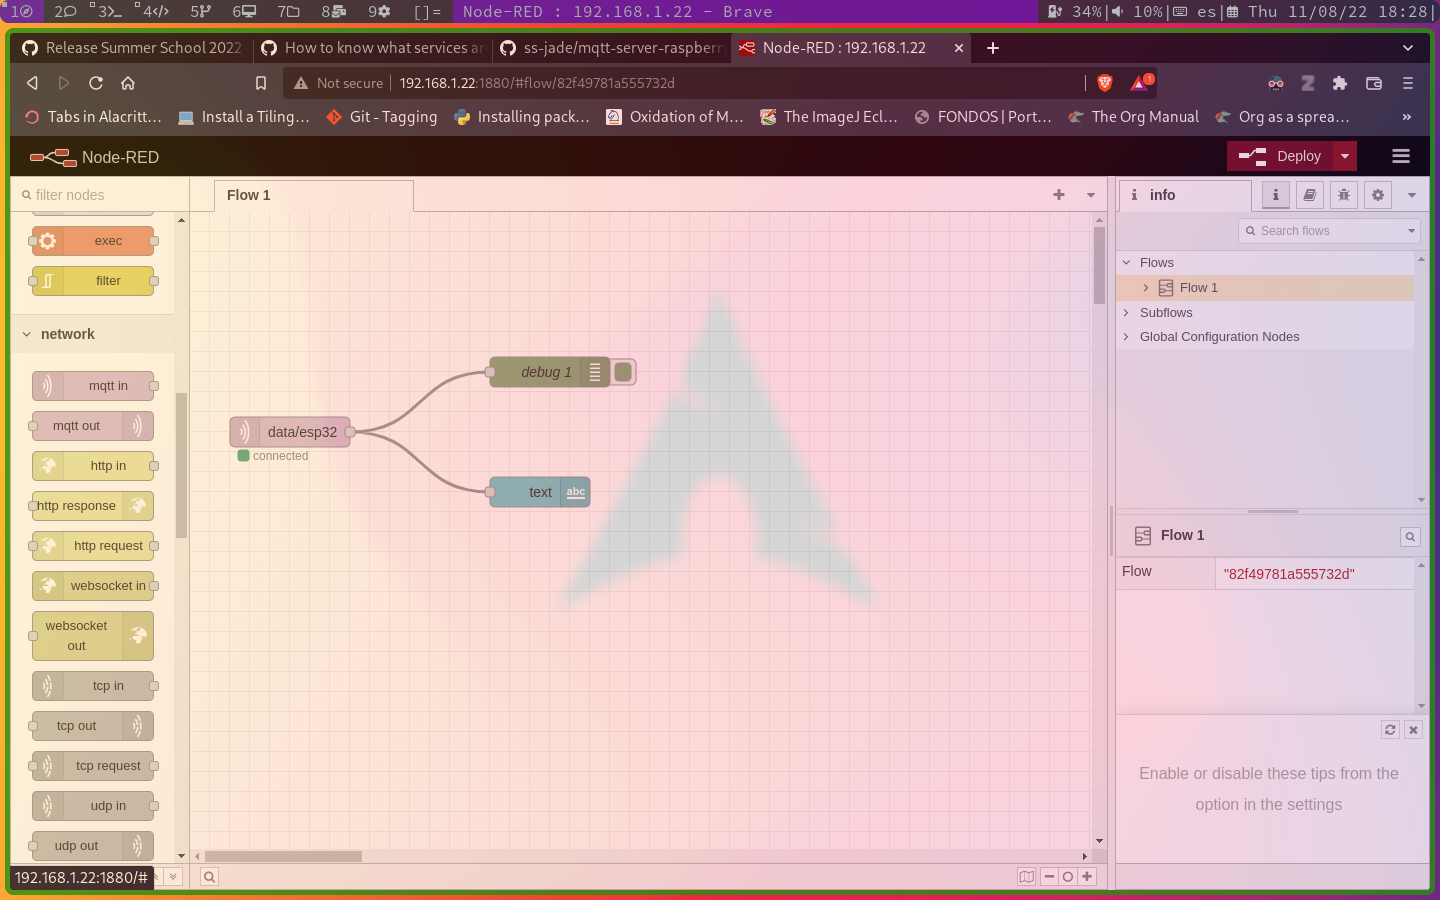 1 2 3 4 5 6 7 8 9 []= Node-RED : 192.168.1.22 - Brave 34%| 10%| es| Thu 11/08/22 18:28|
Release Summer School 2022 How to know what services ar ss-jade/mqtt-server-raspberr Node-RED : 192.168.1.22
Not secure 192.168.1.22:1880/#flow/82f49781a555732d 1
Tabs in Alacritt… Install a Tiling… Git - Tagging Installing pack… Oxidation of M… The ImageJ Ecl… FONDOS | Port… The Org Manual Org as a sprea… »
Node-RED Deploy
filter nodes Flow 1 info
Search flows
exec
filter
network
mqtt in
mqtt out
http in
http response
http request
websocket in
websocket
out
tcp in
tcp out
tcp request
udp in
udp out
debug 1
data/esp32
connected
text abc
Flows
Flow 1
Subflows
Global Configuration Nodes
Flow 1
Flow "82f49781a555732d"
Enable or disable these tips from the
option in the settings
192.168.1.22:1880/#